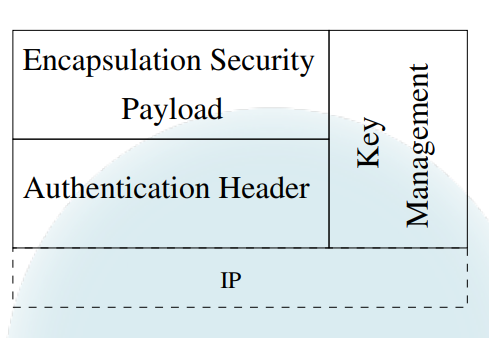 Encapsulation Security
Payload
Authentication Header
Key
Management
IP